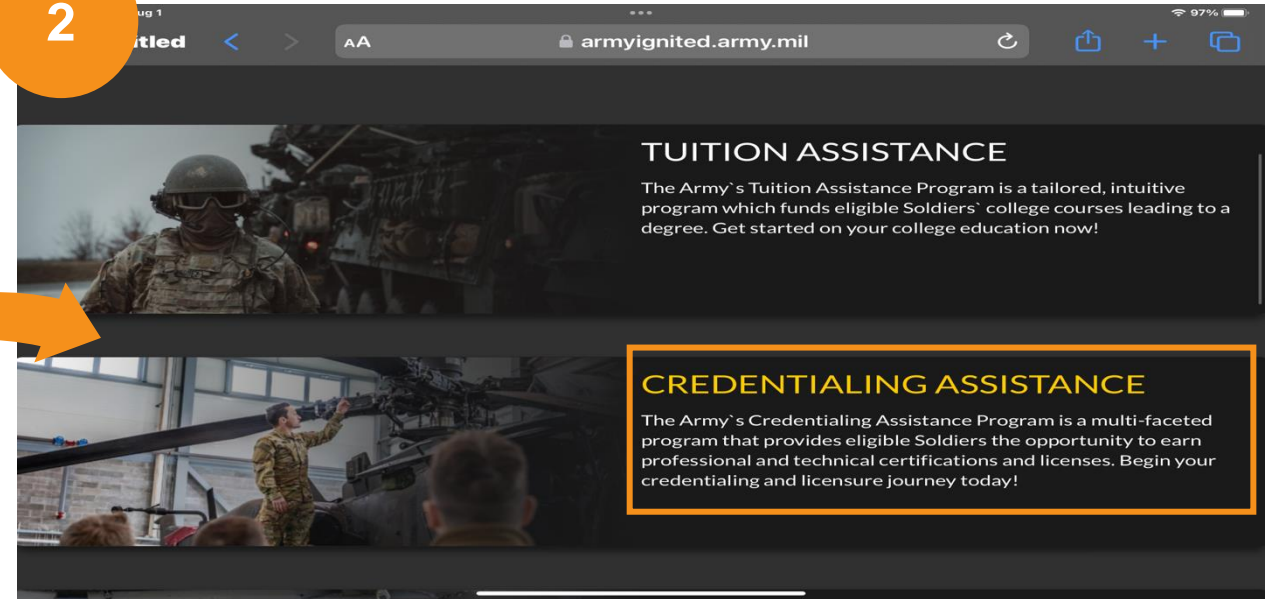 2
ug 1
97%
itled
AA
armyignited.army.mil
TUITION ASSISTANCE
The Army`s Tuition Assistance Program is a tailored, intuitive
program which funds eligible Soldiers` college courses leading to a
degree. Get started on your college education now!
CREDENTIALING ASSISTANCE
The Army`s Credentialing Assistance Program is a multi-faceted
program that provides eligible Soldiers the opportunity to earn
professional and technical certifications and licenses. Begin your
credentialing and licensure journey today!